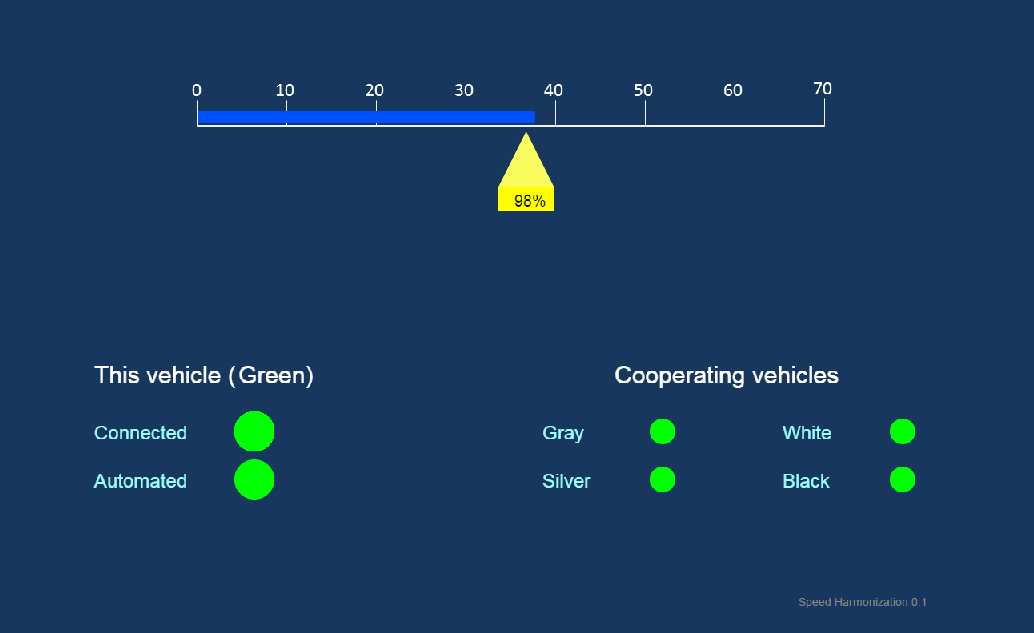 0 10 20 30 40 50 60 70
98%
This vehicle (Green)
Cooperating vehicles
Connected
Gray
White
Automated
Silver
Black
Speed Harmonization 0.1